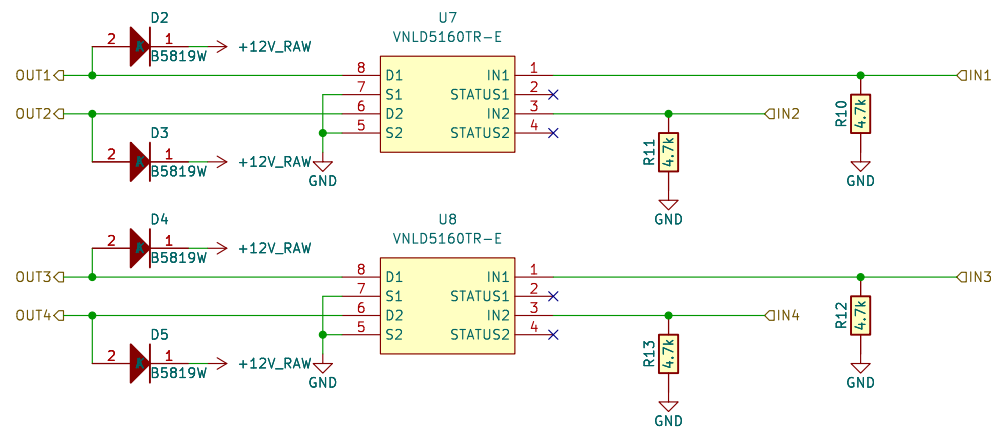 D2
2 1 +12V_RAW
B5819W
OUT1
U7
VNLD5160TR-E
8 D1 IN1 1 IN1
7 S1 STATUS1 2
OUT2 6 D2 IN2 3 IN2
5 S2 STATUS2 4
R10 4.7k
D3
2 1 +12V_RAW
B5819W
GND
R11 4.7k
GND
GND
D4
2 1 +12V_RAW
B5819W
OUT3
U8
VNLD5160TR-E
8 D1 IN1 1 IN3
7 S1 STATUS1 2
OUT4 6 D2 IN2 3 IN4
5 S2 STATUS2 4
R12 4.7k
D5
2 1 +12V_RAW
B5819W
GND
R13 4.7k
GND
GND